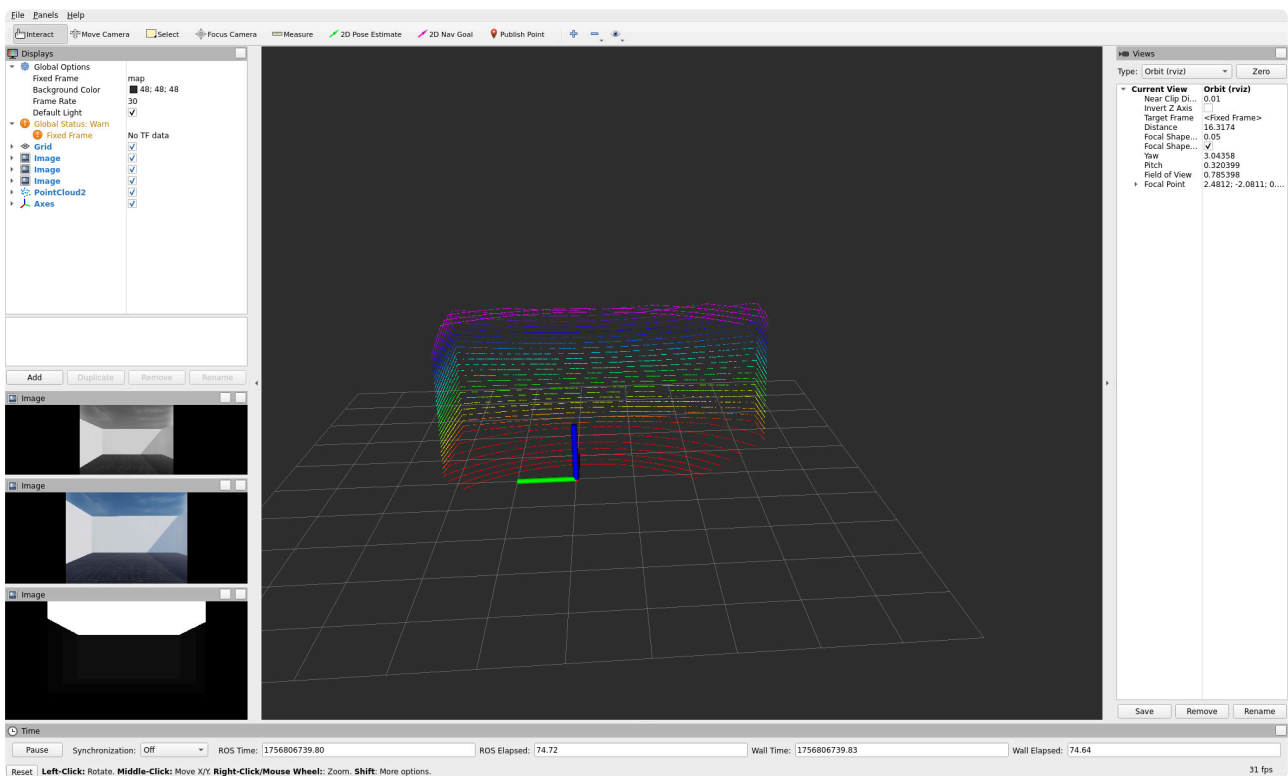 File Panels Help
Interact Move Camera Select Focus Camera Measure 2D Pose Estimate 2D Nav Goal Publish Point
Displays
Global Options
Fixed Frame map
Background Color 48; 48; 48
Frame Rate 30
Default Light
Global Status: Warn
Fixed Frame No TF data
Grid
Image
Image
Image
PointCloud2
Axes
Add Duplicate Remove Rename
Image
Image
Image
Views
Type: Orbit (rviz) Zero
Current View Orbit (rviz)
Near Clip Di... 0.01
Invert Z Axis
Target Frame <Fixed Frame>
Distance 16.3174
Focal Shape... 0.05
Focal Shape...
Yaw 3.04358
Pitch 0.320399
Field of View 0.785398
Focal Point 2.4812; -2.0811; 0....
Save Remove Rename
Time
Pause Synchronization: Off ROS Time: 1756806739.80 ROS Elapsed: 74.72 Wall Time: 1756806739.83 Wall Elapsed: 74.64
Reset Left-Click: Rotate. Middle-Click: Move X/Y. Right-Click/Mouse Wheel:: Zoom. Shift: More options. 31 fps